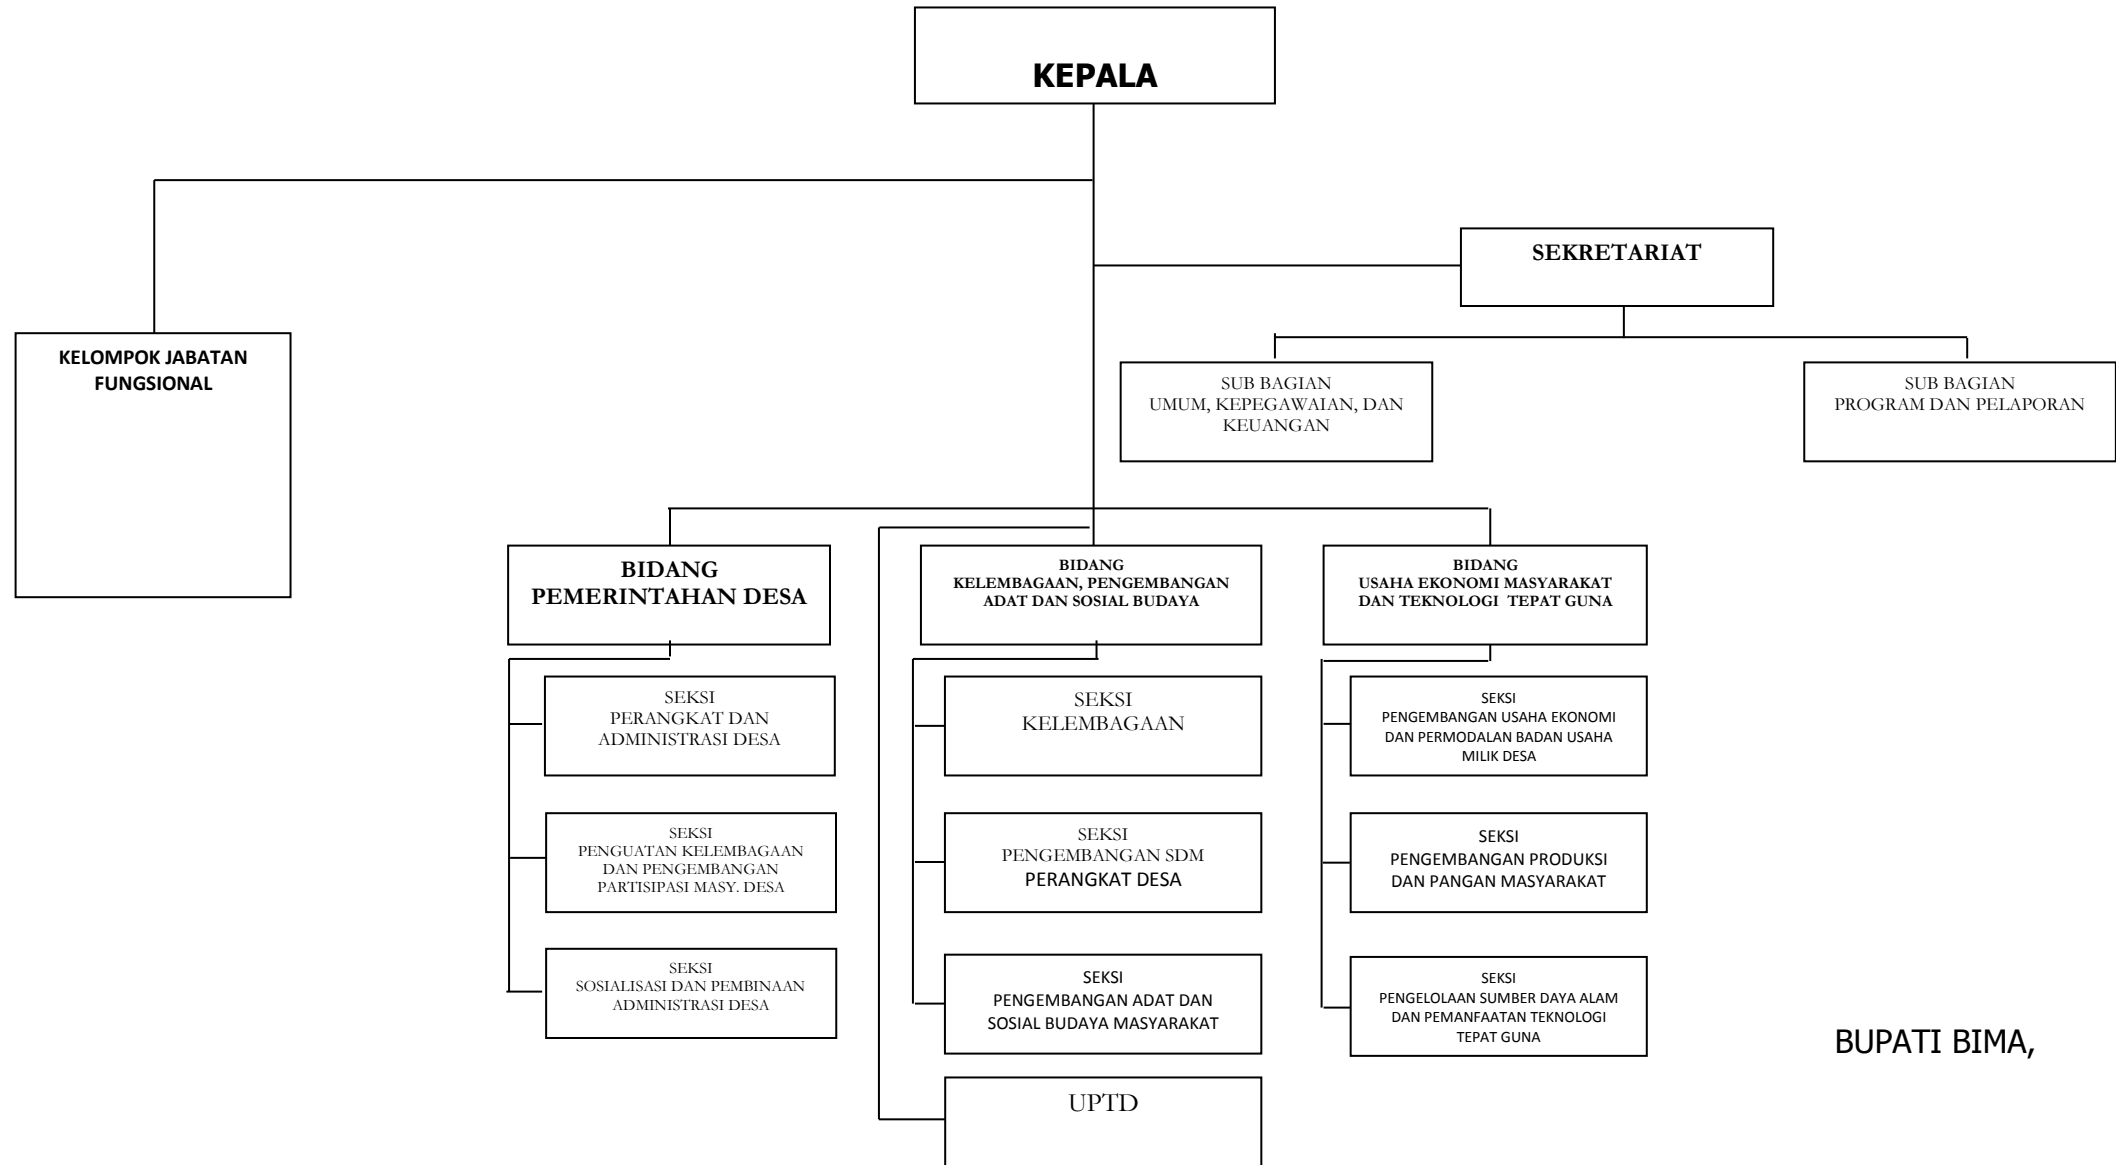 KEPALA
SEKRETARIAT
KELOMPOK JABATAN
FUNGSIONAL
SUB BAGIAN
UMUM, KEPEGAWAIAN, DAN
KEUANGAN
SUB BAGIAN
PROGRAM DAN PELAPORAN
BIDANG
PEMERINTAHAN DESA
BIDANG
KELEMBAGAAN, PENGEMBANGAN
ADAT DAN SOSIAL BUDAYA
BIDANG
USAHA EKONOMI MASYARAKAT
DAN TEKNOLOGI TEPAT GUNA
SEKSI
PERANGKAT DAN
ADMINISTRASI DESA
SEKSI
KELEMBAGAAN
SEKSI
PENGEMBANGAN USAHA EKONOMI
DAN PERMODALAN BADAN USAHA
MILIK DESA
SEKSI
PENGUATAN KELEMBAGAAN
DAN PENGEMBANGAN
PARTISIPASI MASY. DESA
SEKSI
PENGEMBANGAN SDM
PERANGKAT DESA
SEKSI
PENGEMBANGAN PRODUKSI
DAN PANGAN MASYARAKAT
SEKSI
SOSIALISASI DAN PEMBINAAN
ADMINISTRASI DESA
SEKSI
PENGEMBANGAN ADAT DAN
SOSIAL BUDAYA MASYARAKAT
SEKSI
PENGELOLAAN SUMBER DAYA ALAM
DAN PEMANFAATAN TEKNOLOGI
TEPAT GUNA
BUPATI BIMA,
UPTD